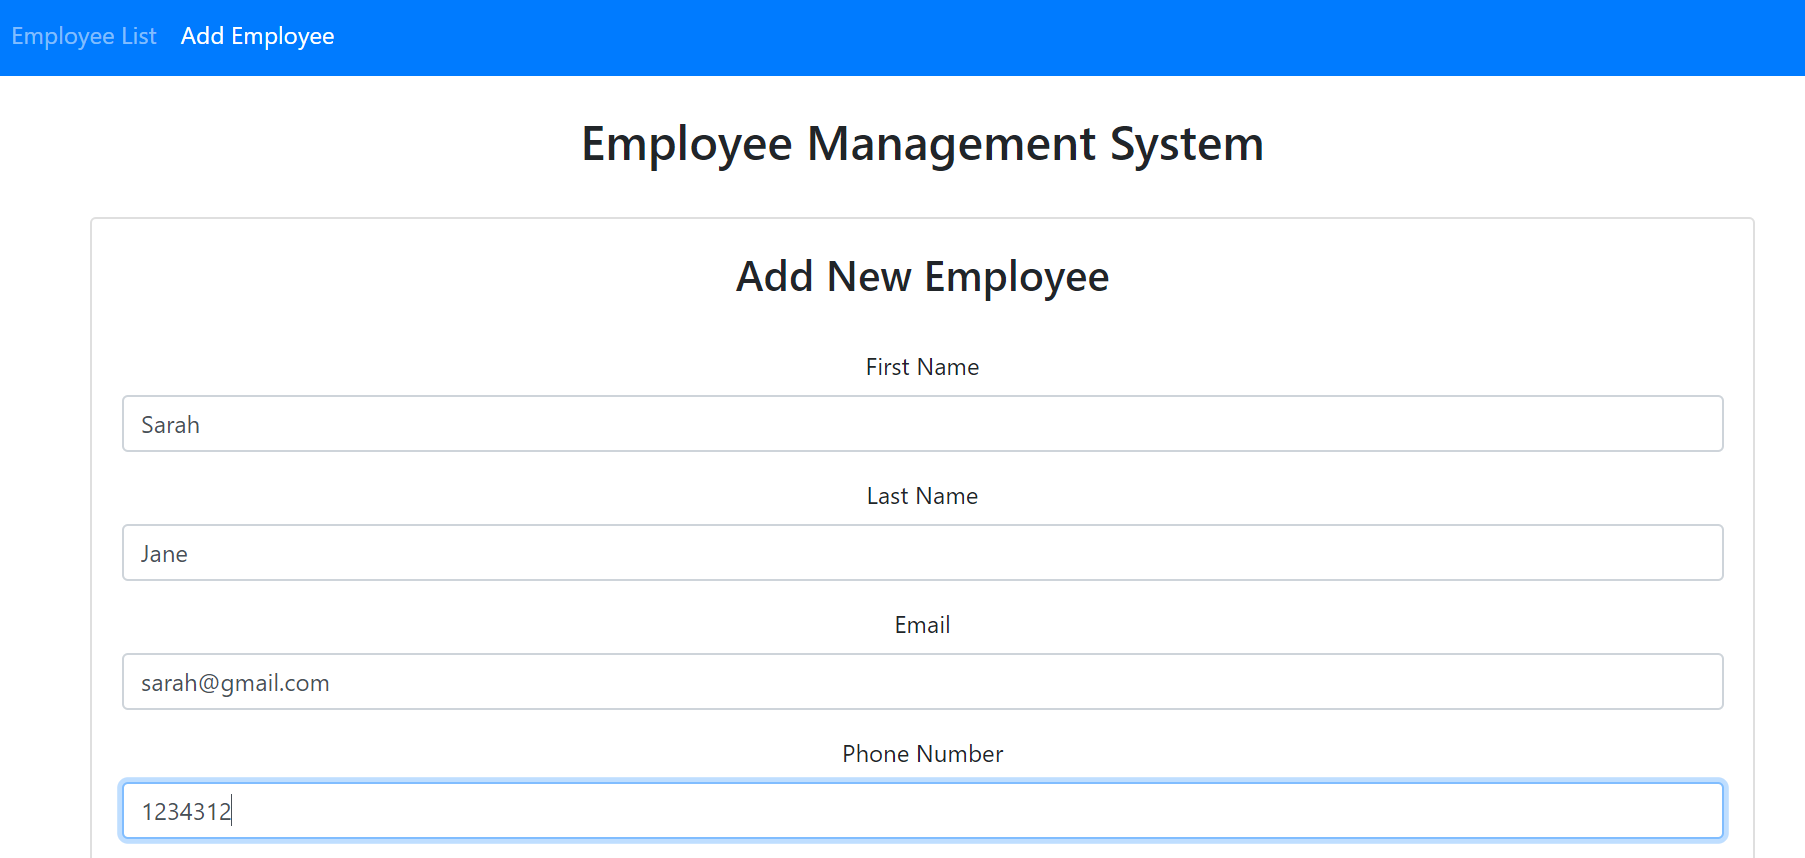 Employee List Add Employee
Employee Management System
Add New Employee
First Name
Sarah
Last Name
Jane
Email
sarah@gmail.com
Phone Number
1234312